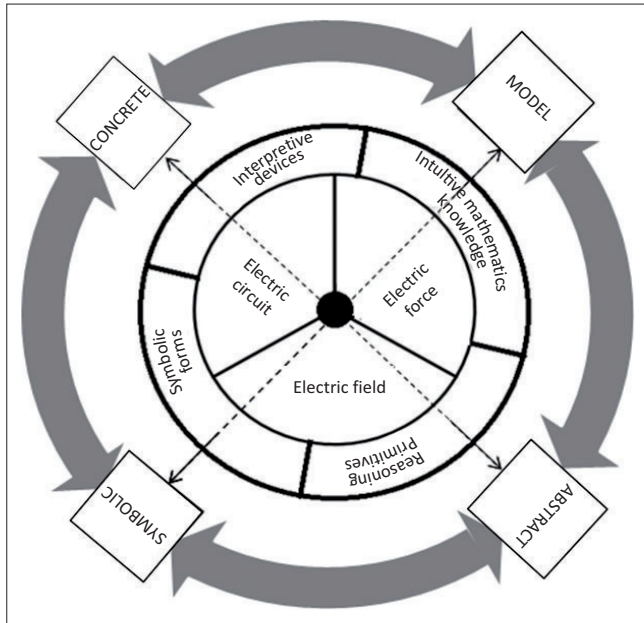 CONCRETE
MODEL
Interpretive
devices
Intuitive mathematics
knowledge
Electric
circuit
Electric
force
Symbolic
forms
Electric field
Reasoning
Primitives
SYMBOLIC
ABSTRACT